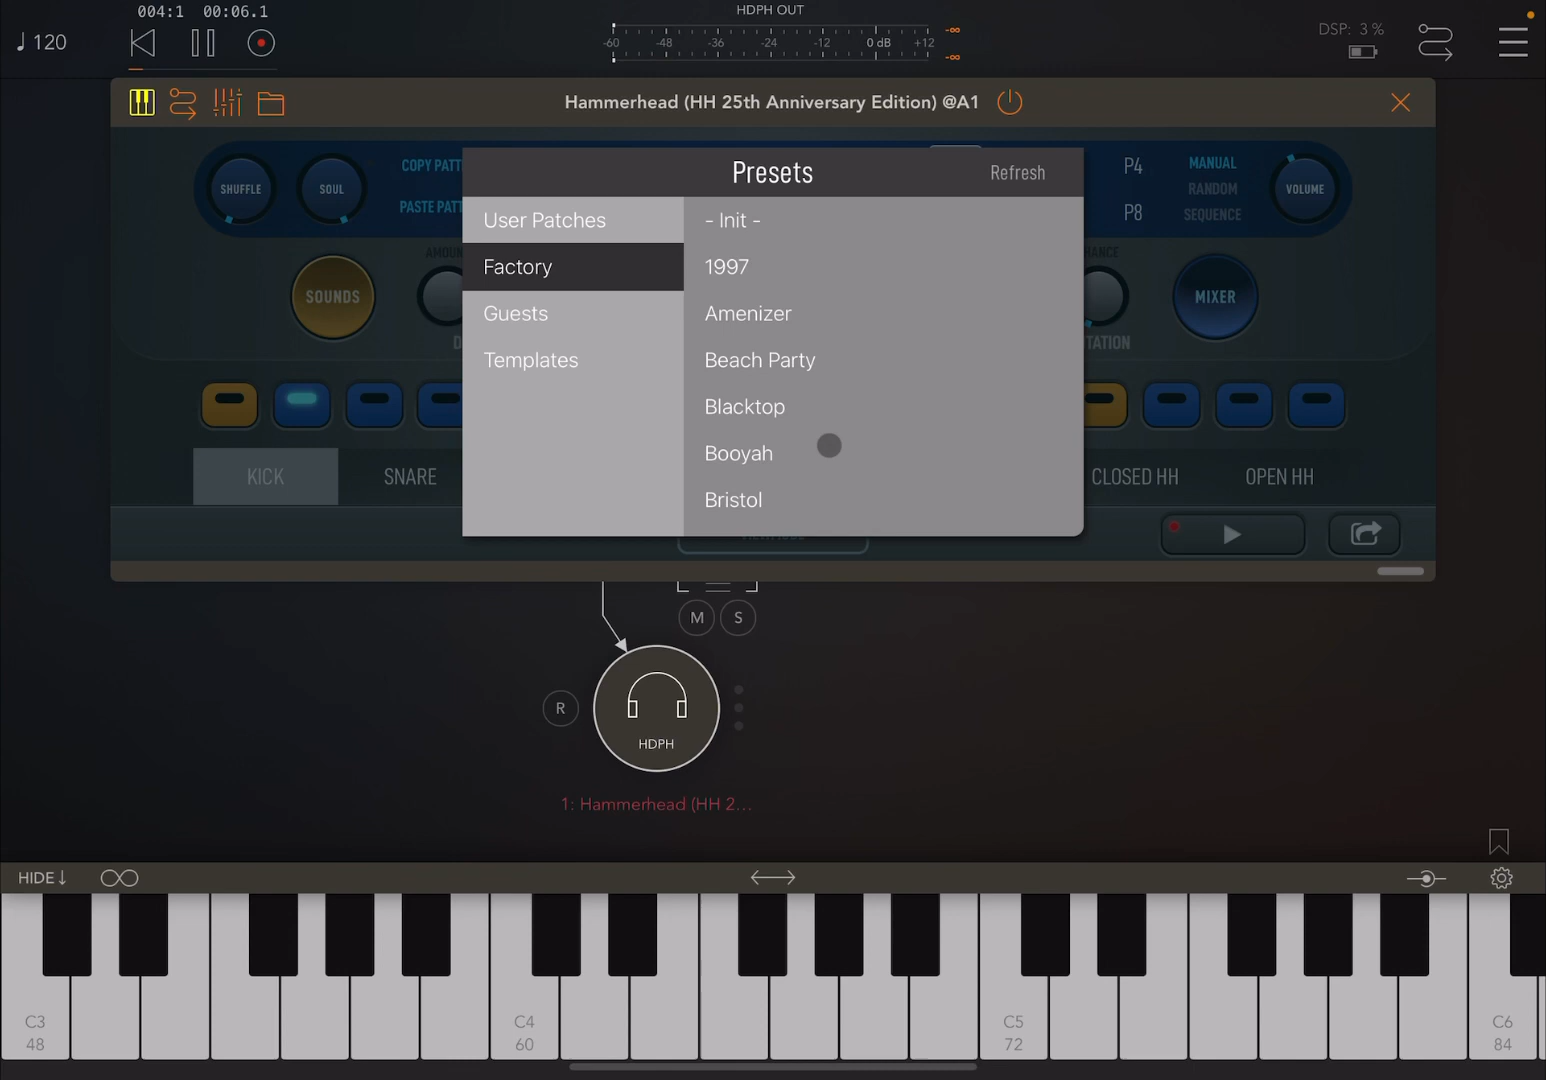 004:1 00:06.1
HDPH OUT
♩ 120
-60 -48 -36 -24 -12 0 dB +12
-∞
-∞
DSP: 3 %
Hammerhead (HH 25th Anniversary Edition) @A1
SHUFFLE
SOUL
COPY PATT
PASTE PATT
Presets
Refresh
P4
P8
MANUAL
RANDOM
SEQUENCE
VOLUME
User Patches
Factory
Guests
Templates
- Init -
1997
Amenizer
Beach Party
Blacktop
Booyah
Bristol
SOUNDS
AMOUN
D
HANCE
TATION
MIXER
KICK
SNARE
CLOSED HH
OPEN HH
M S
R
HDPH
1: Hammerhead (HH 2...
HIDE↓
C3
48
C4
60
C5
72
C6
84